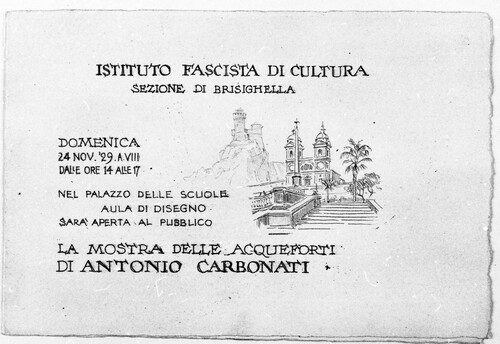 ISTITUTO FASCISTA DI CULTURA
SEZIONE DI BRISIGHELLA
DOMENICA
24 NOV. '29. A. VIII
DALLE ORE 14 ALLE 17
NEL PALAZZO DELLE SCUOLE
AULA DI DISEGNO
SARA' APERTA AL PUBBLICO
LA MOSTRA DELLE ACQUEFORTI
DI ANTONIO CARBONATI